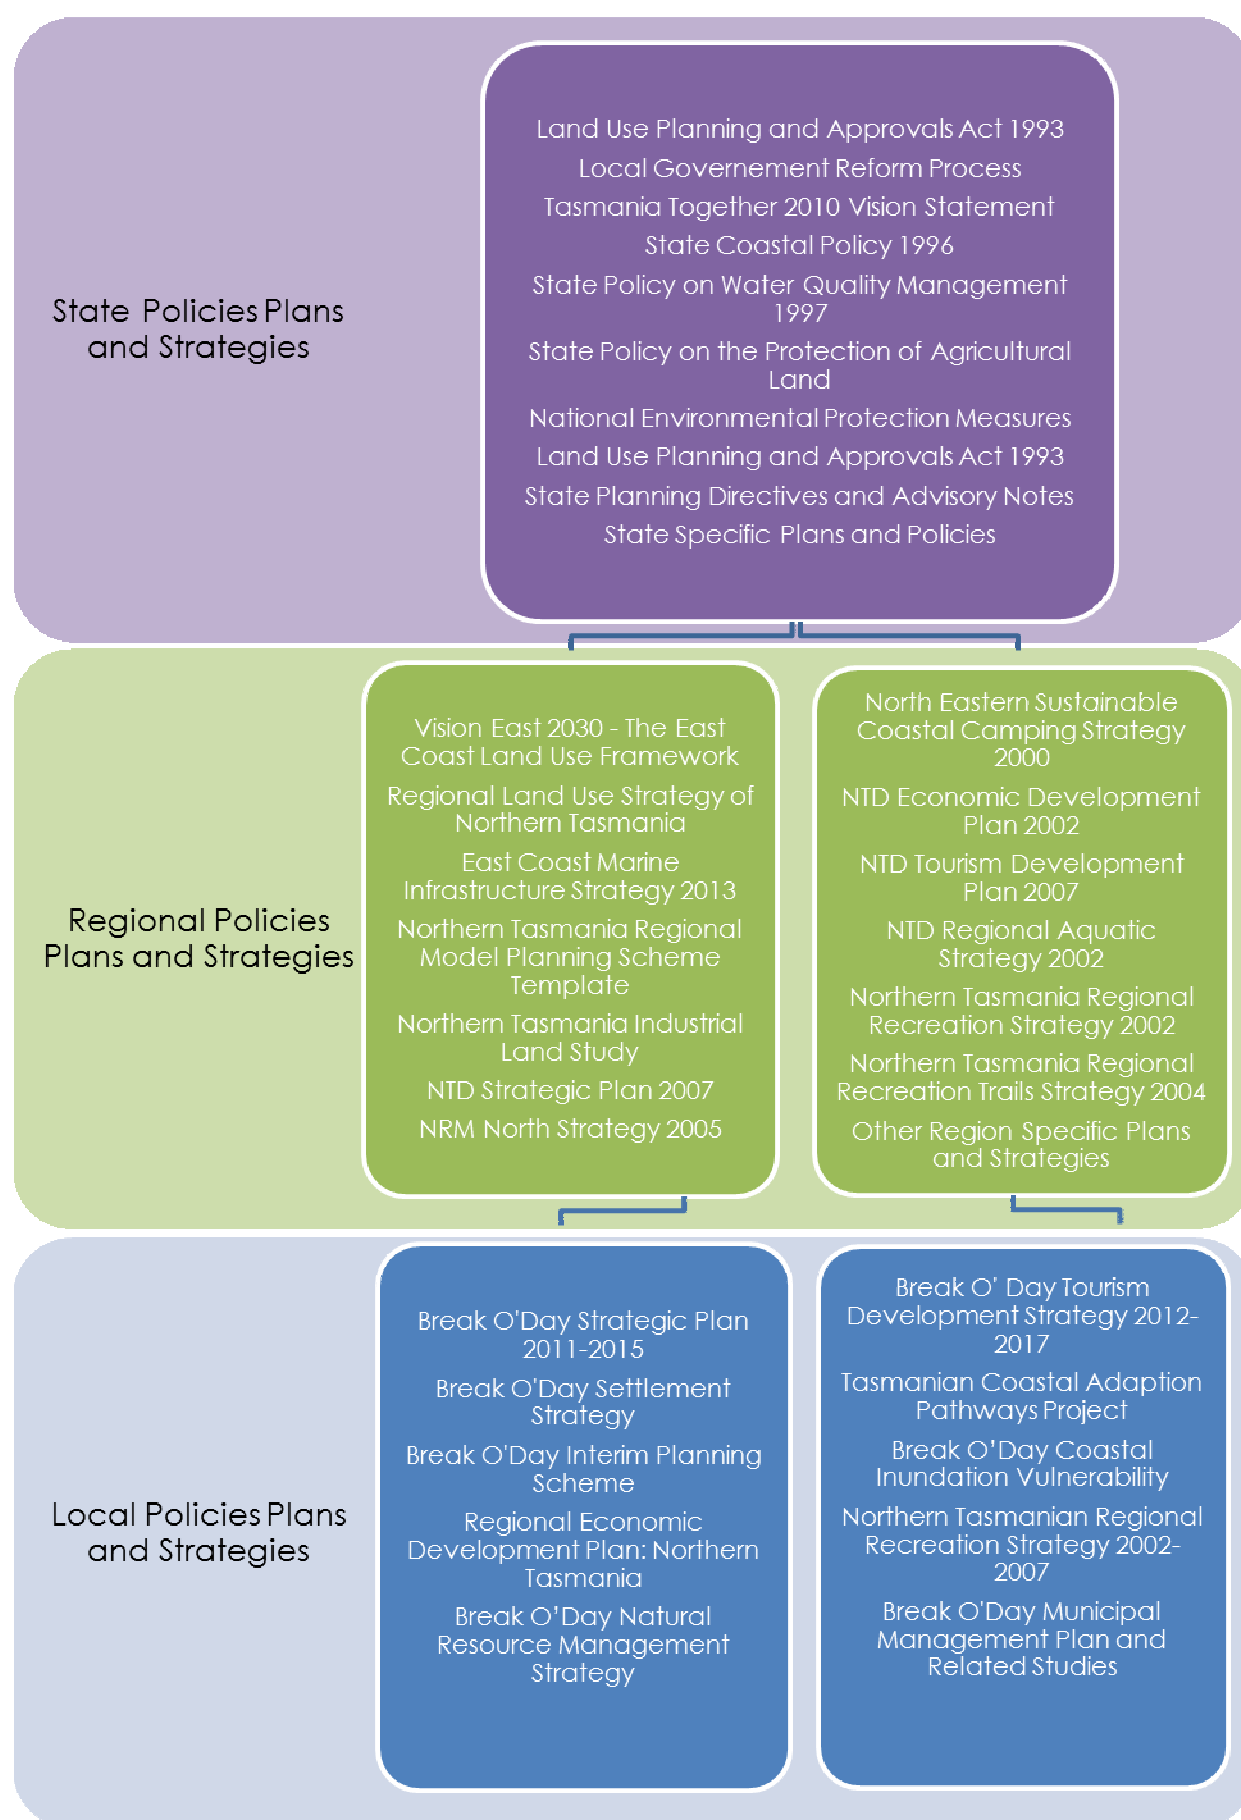 State Policies Plans
and Strategies
Land Use Planning and Approvals Act 1993
Local Governement Reform Process
Tasmania Together 2010 Vision Statement
State Coastal Policy 1996
State Policy on Water Quality Management
1997
State Policy on the Protection of Agricultural
Land
National Environmental Protection Measures
Land Use Planning and Approvals Act 1993
State Planning Directives and Advisory Notes
State Specific Plans and Policies
Regional Policies
Plans and Strategies
Vision East 2030 - The East
Coast Land Use Framework
Regional Land Use Strategy of
Northern Tasmania
East Coast Marine
Infrastructure Strategy 2013
Northern Tasmania Regional
Model Planning Scheme
Template
Northern Tasmania Industrial
Land Study
NTD Strategic Plan 2007
NRM North Strategy 2005
North Eastern Sustainable
Coastal Camping Strategy
2000
NTD Economic Development
Plan 2002
NTD Tourism Development
Plan 2007
NTD Regional Aquatic
Strategy 2002
Northern Tasmania Regional
Recreation Strategy 2002
Northern Tasmania Regional
Recreation Trails Strategy 2004
Other Region Specific Plans
and Strategies
Local Policies Plans
and Strategies
Break O'Day Strategic Plan
2011-2015
Break O'Day Settlement
Strategy
Break O'Day Interim Planning
Scheme
Regional Economic
Development Plan: Northern
Tasmania
Break O’Day Natural
Resource Management
Strategy
Break O' Day Tourism
Development Strategy 2012-
2017
Tasmanian Coastal Adaption
Pathways Project
Break O’Day Coastal
Inundation Vulnerability
Northern Tasmanian Regional
Recreation Strategy 2002-
2007
Break O'Day Municipal
Management Plan and
Related Studies